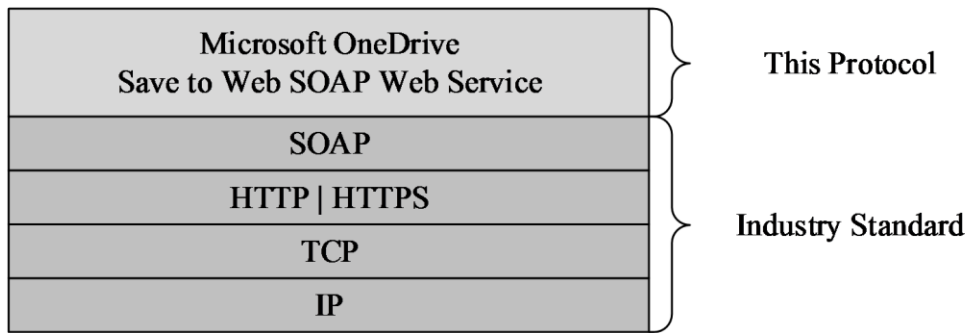 Microsoft OneDrive
Save to Web SOAP Web Service
This Protocol
SOAP
HTTP | HTTPS
TCP
IP
Industry Standard